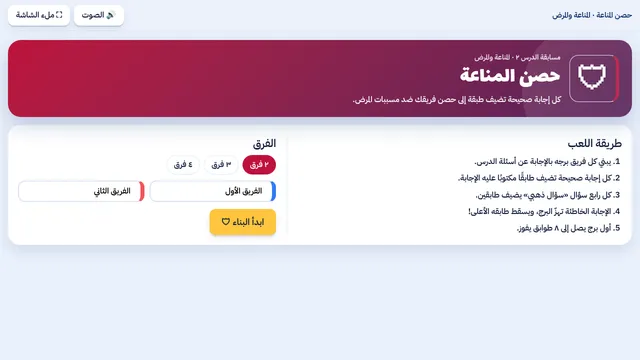 حصن المناعة · المناعة والمرض
🔊 الصوت
⛶ ملء الشاشة
مسابقة الدرس ٢ · المناعة والمرض
حصن المناعة
كل إجابة صحيحة تضيف طبقة إلى حصن فريقك ضد مسببات المرض.
طريقة اللعب
1. يبني كل فريق برجه بالإجابة عن أسئلة الدرس.
2. كل إجابة صحيحة تضيف طابقًا مكتوبًا عليه الإجابة.
3. كل رابع سؤال «سؤال ذهبي» يضيف طابقين.
4. الإجابة الخاطئة تهزّ البرج، ويسقط طابقه الأعلى!
5. أول برج يصل إلى ٨ طوابق يفوز.
الفرق
٢ فرق
٣ فرق
٤ فرق
الفريق الأول
الفريق الثاني
ابدأ البناء 🛡